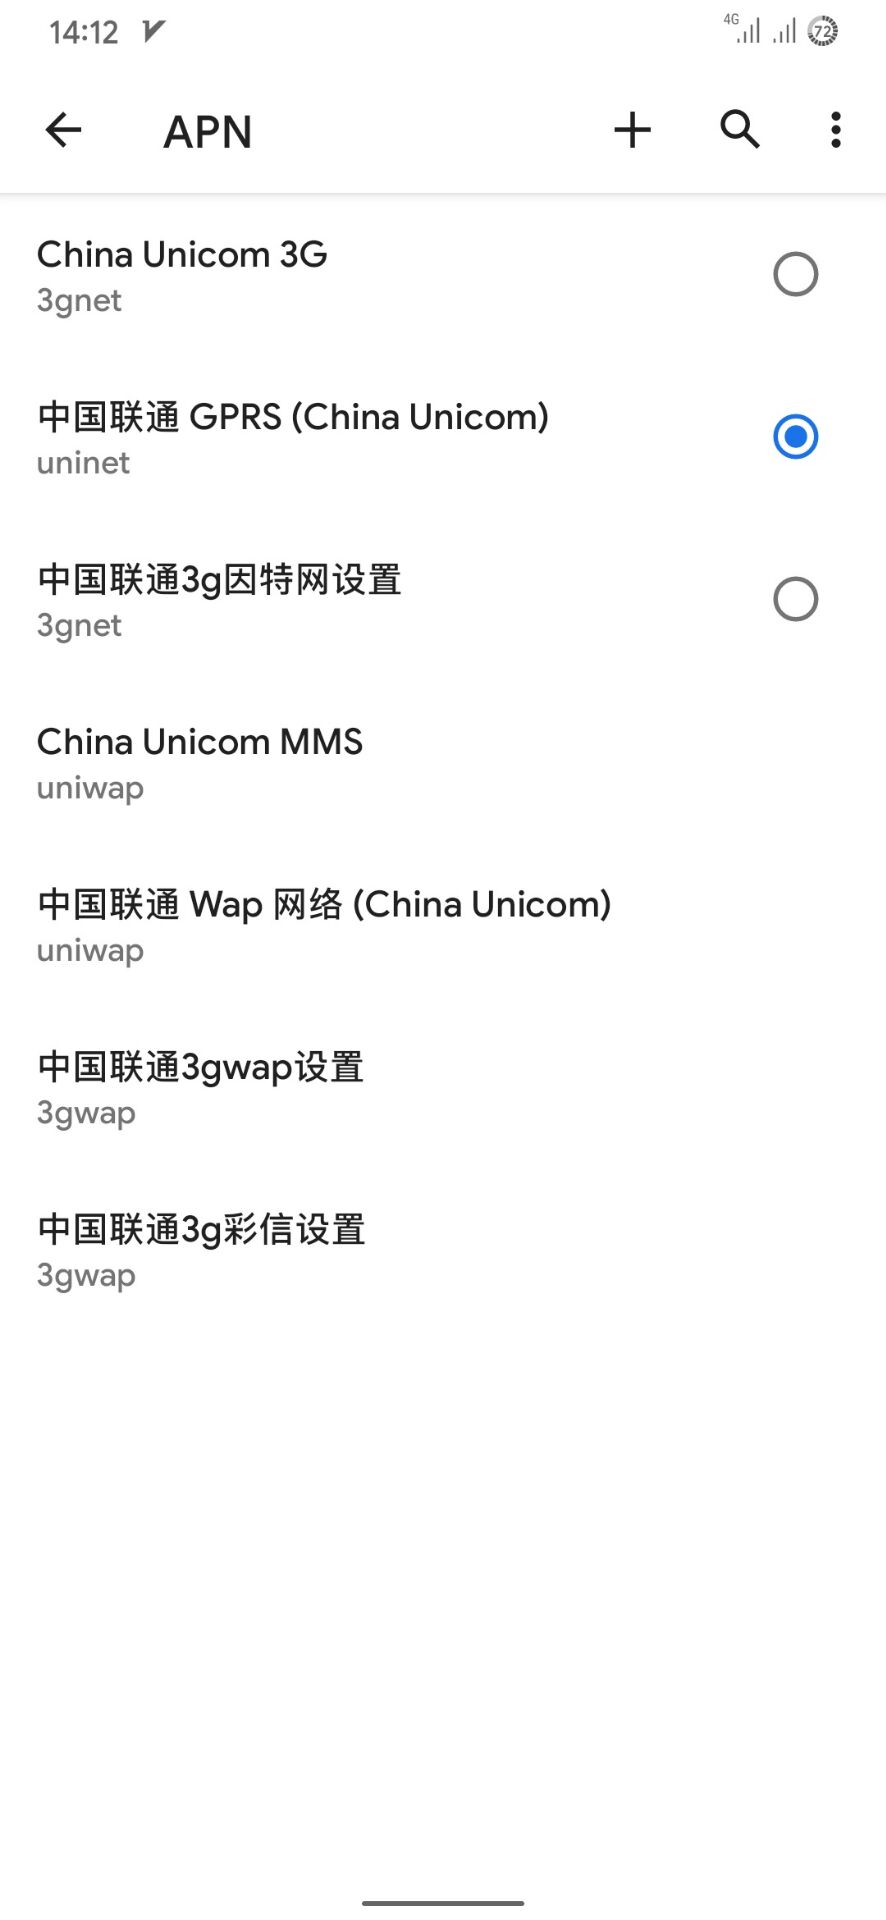 14:12
4G
72
APN
China Unicom 3G
3gnet
中国联通 GPRS (China Unicom)
uninet
中国联通3g因特网设置
3gnet
China Unicom MMS
uniwap
中国联通 Wap 网络 (China Unicom)
uniwap
中国联通3gwap设置
3gwap
中国联通3g彩信设置
3gwap